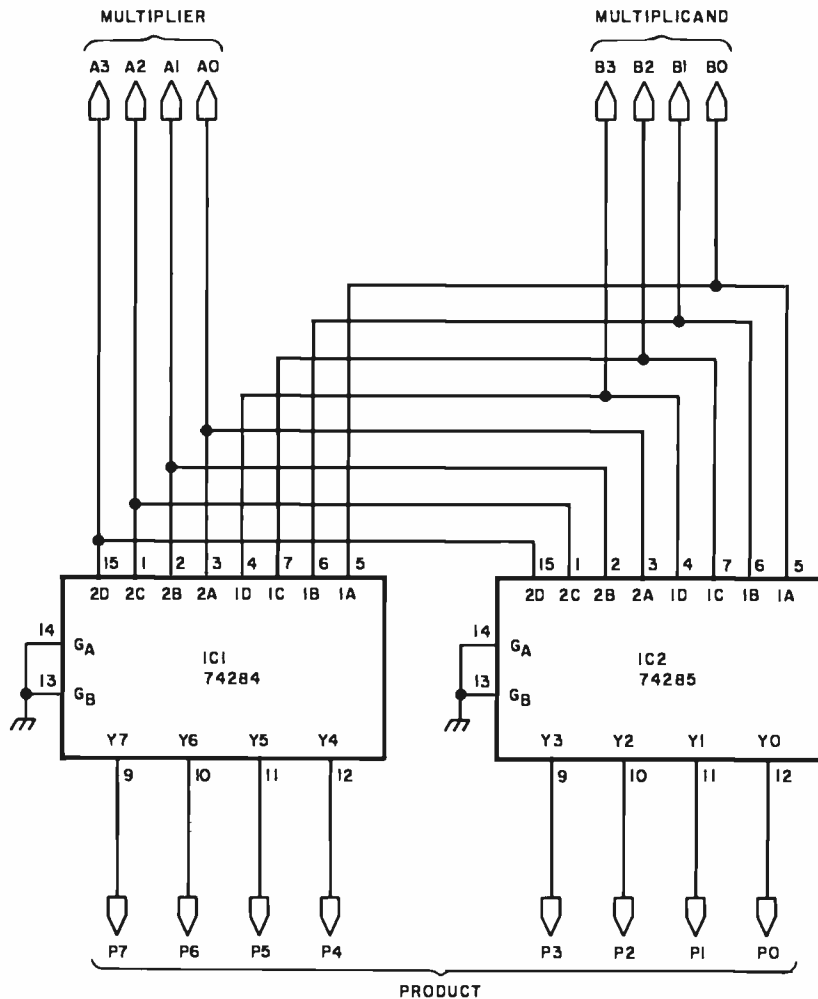 MULTIPLIER MULTIPLICAND
A3 A2 A1 A0 B3 B2 B1 B0
15 1 2 3 4 7 6 5 15 1 2 3 4 7 6 5
2D 2C 2B 2A 1D 1C 1B 1A 2D 2C 2B 2A 1D 1C 1B 1A
14 GA 14 GA
IC1 IC2
74284 74285
13 GB 13 GB
Y7 Y6 Y5 Y4 Y3 Y2 Y1 Y0
9 10 11 12 9 10 11 12
P7 P6 P5 P4 P3 P2 P1 P0
PRODUCT